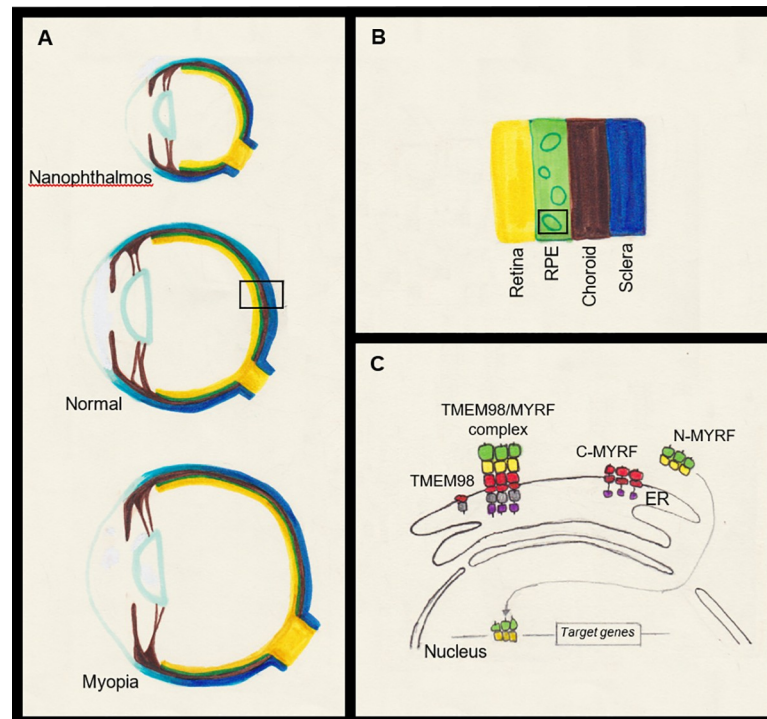 A
Nanophthalmos
Normal
Myopia
B
Retina
RPE
Choroid
Sclera
C
TMEM98/MYRF
complex
N-MYRF
C-MYRF
TMEM98
ER
Target genes
Nucleus